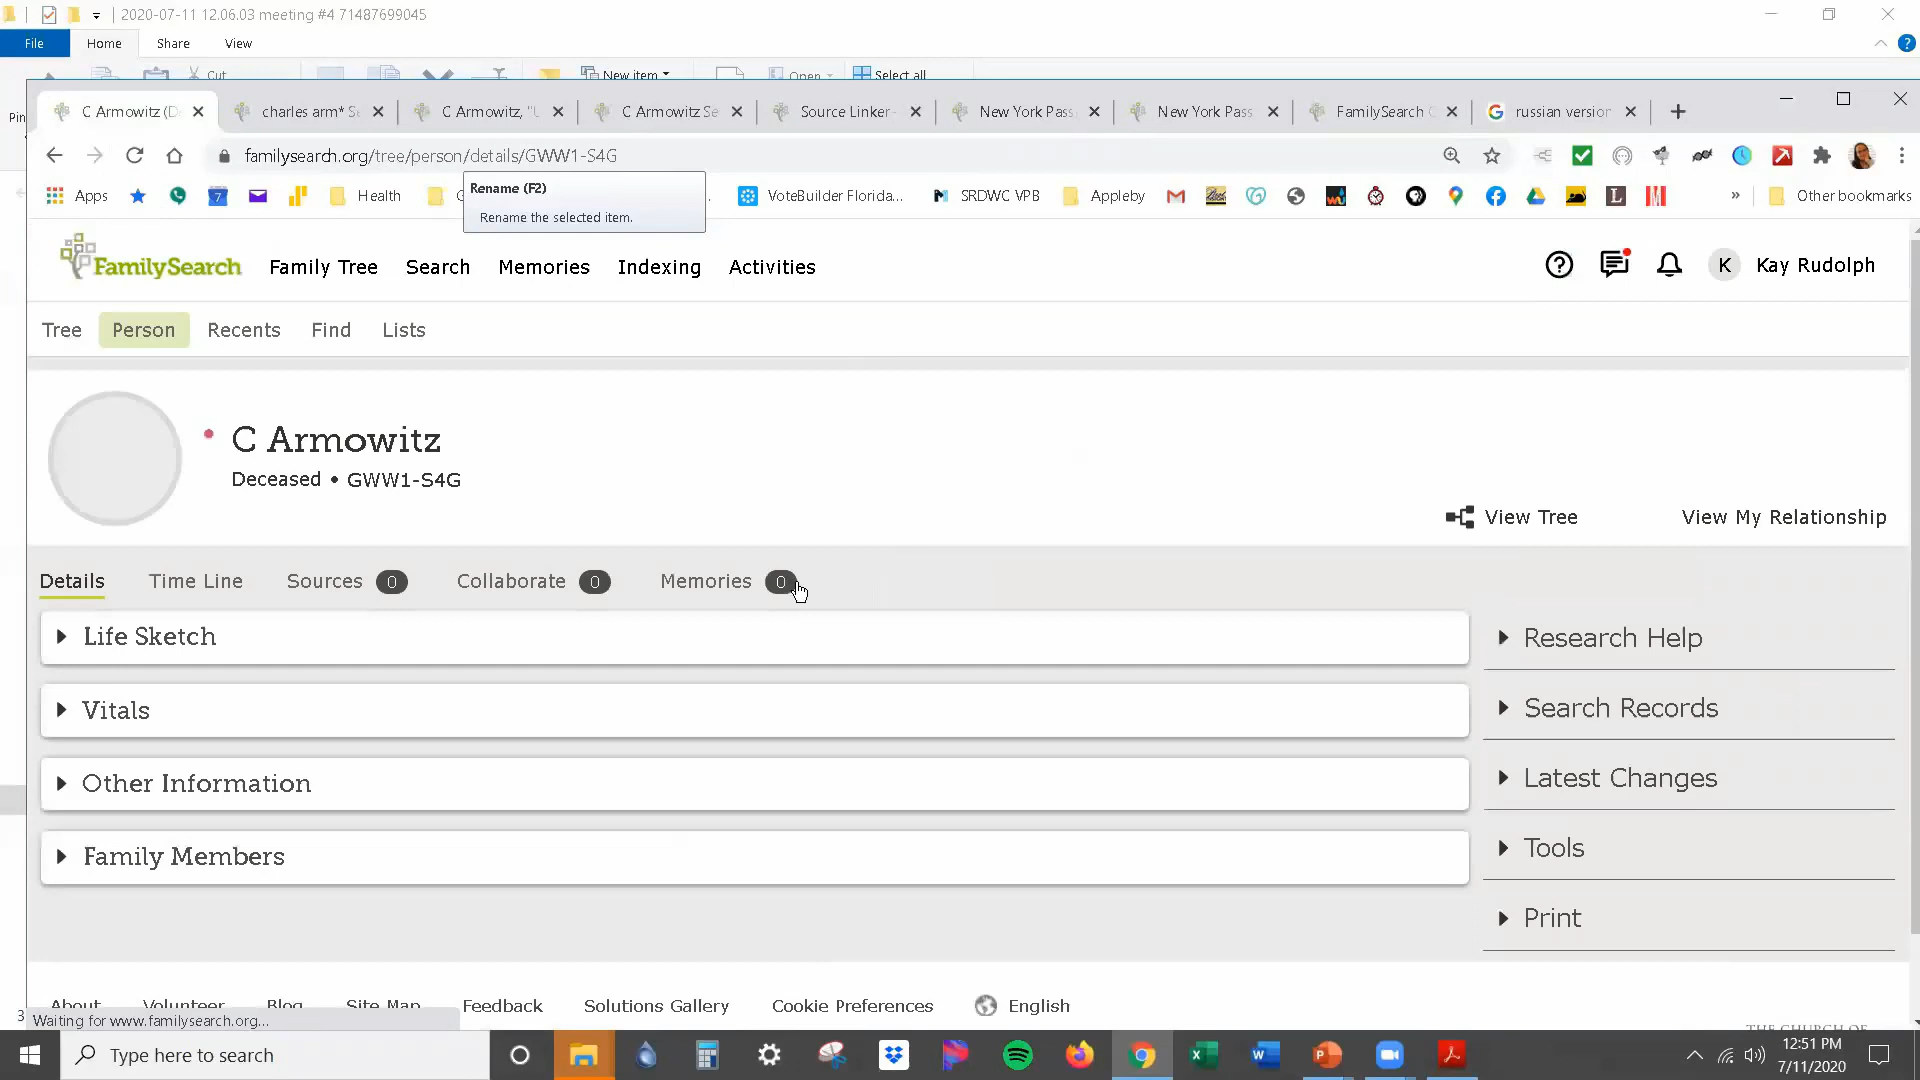 2020-07-11 12.06.03 meeting #4 71487699045
File Home Share View
Cut New item Open Select all
C Armowitz (D charles arm* S C Armowitz, "U C Armowitz Se Source Linker New York Pass New York Pass FamilySearch C russian version
familysearch.org/tree/person/details/GWW1-S4G
Rename (F2)
Rename the selected item.
Apps Health VoteBuilder Florida... SRDWC VPB Appleby » Other bookmarks
FamilySearch Family Tree Search Memories Indexing Activities K Kay Rudolph
Tree Person Recents Find Lists
C Armowitz
Deceased • GWW1-S4G
View Tree View My Relationship
Details Time Line Sources 0 Collaborate 0 Memories 0
Life Sketch
Research Help
Vitals
Search Records
Other Information
Latest Changes
Family Members
Tools
Print
About Volunteer Blog Site Map Feedback Solutions Gallery Cookie Preferences English
Waiting for www.familysearch.org...
THE CHURCH OF
Type here to search
12:51 PM
7/11/2020